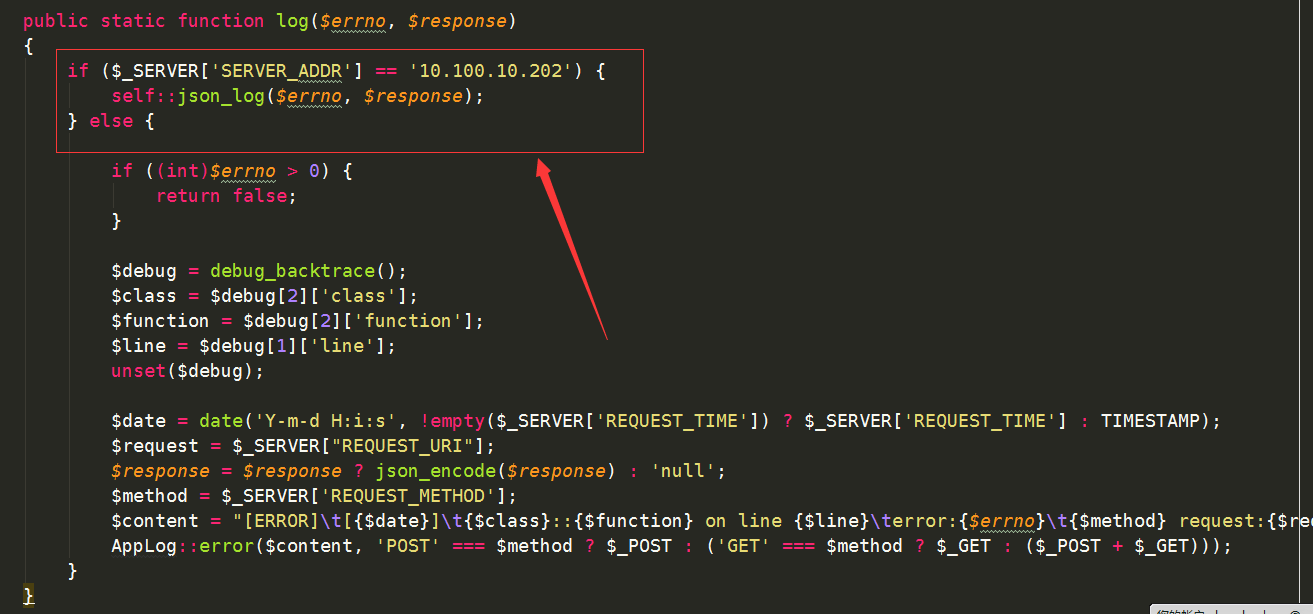 public static function log($errno, $response)
{
if ($_SERVER['SERVER_ADDR'] == '10.100.10.202') {
self::json_log($errno, $response);
} else {
if ((int)$errno > 0) {
return false;
}
$debug = debug_backtrace();
$class = $debug[2]['class'];
$function = $debug[2]['function'];
$line = $debug[1]['line'];
unset($debug);
$date = date('Y-m-d H:i:s', !empty($_SERVER['REQUEST_TIME']) ? $_SERVER['REQUEST_TIME'] : TIMESTAMP);
$request = $_SERVER["REQUEST_URI"];
$response = $response ? json_encode($response) : 'null';
$method = $_SERVER['REQUEST_METHOD'];
$content = "[ERROR]\t[{$date}]\t{$class}::{$function} on line {$line}\terror:{$errno}\t{$method} request:{$re
AppLog::error($content, 'POST' === $method ? $_POST : ('GET' === $method ? $_GET : ($_POST + $_GET)));
}
}